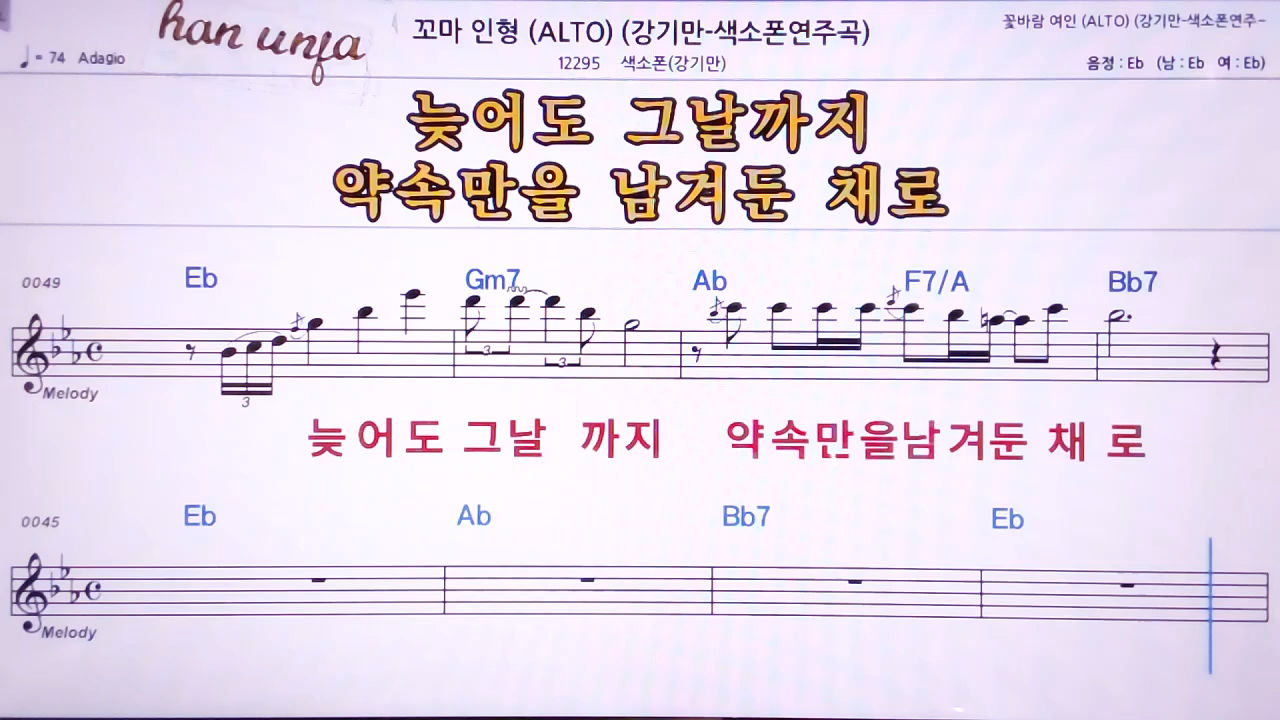 han unja
꼬마 인형 (ALTO) (강기만-색소폰연주곡)
꽃바람 여인 (ALTO) (강기만-색소폰연주-
♩ = 74 Adagio
12295 색소폰(강기만)
음정 : Eb (남 : Eb 여 : Eb)
늦어도 그날까지
약속만을 남겨둔 채로
0049 Eb Gm7 Ab F7/A Bb7
3 3 3
Melody
늦어도 그날 까지 약속만을남겨둔 채 로
0045 Eb Ab Bb7 Eb
Melody